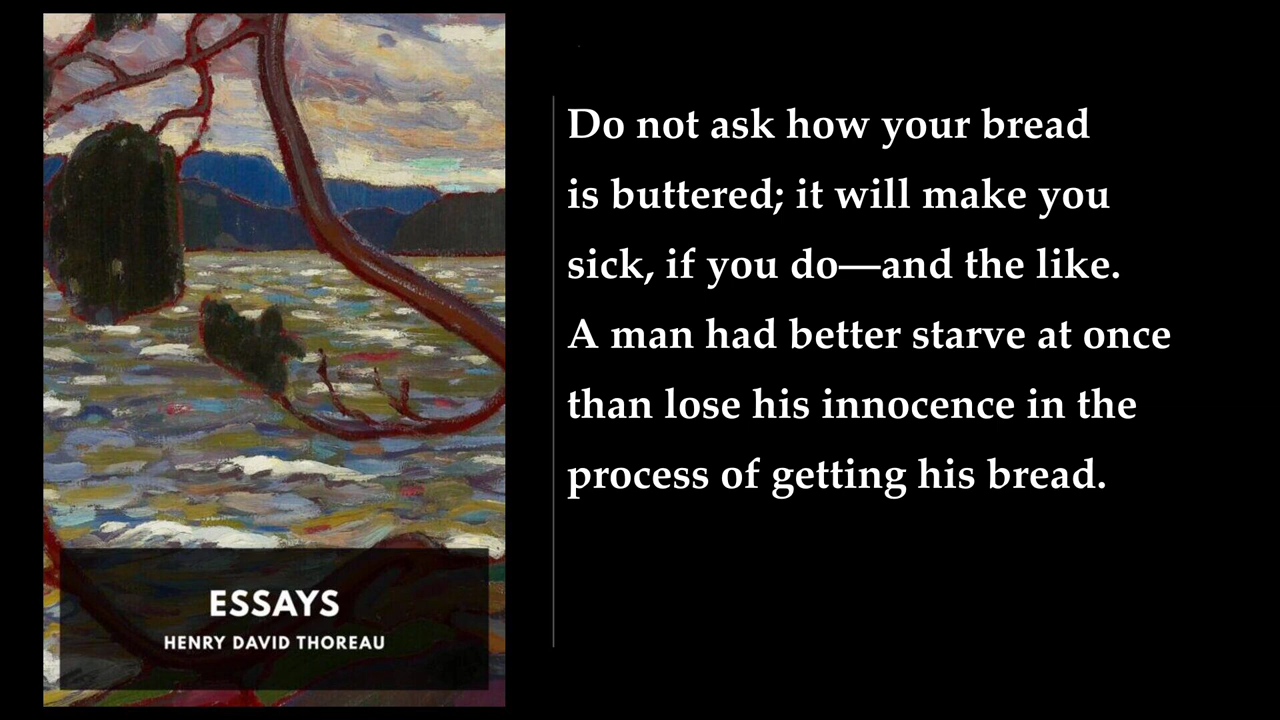 ESSAYS
HENRY DAVID THOREAU
Do not ask how your bread
is buttered; it will make you
sick, if you do—and the like.
A man had better starve at once
than lose his innocence in the
process of getting his bread.